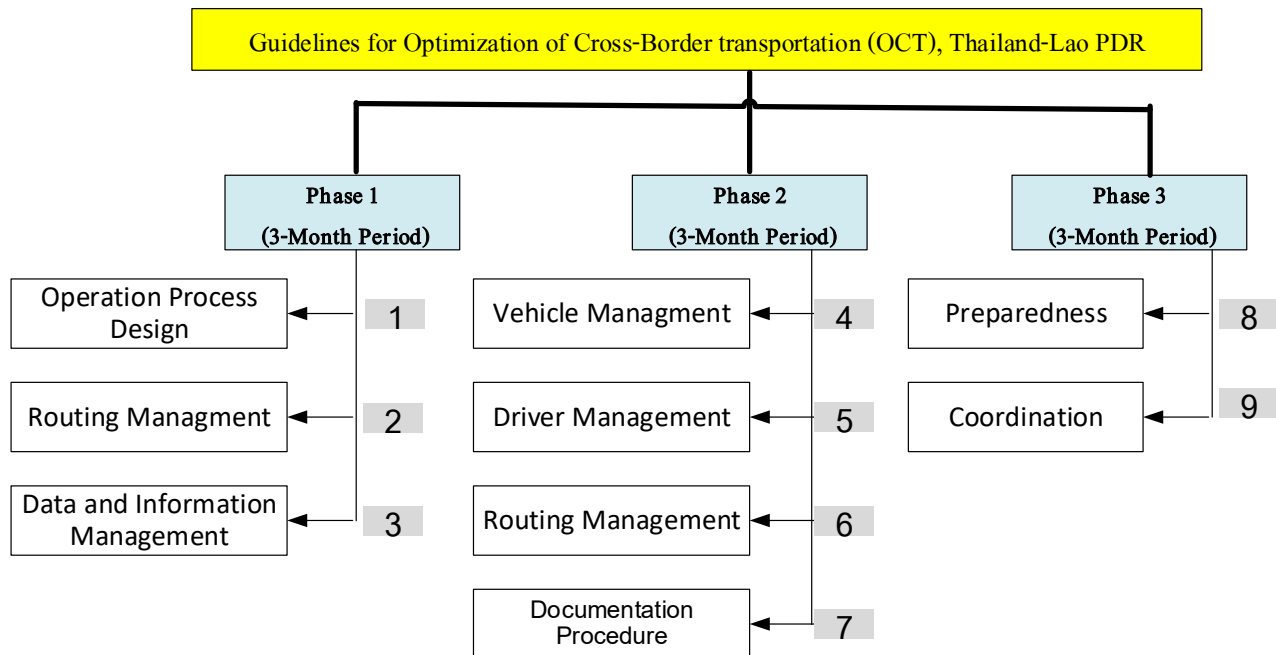 Guidelines for Optimization of Cross-Border transportation (OCT), Thailand-Lao PDR
Phase 1
(3-Month Period)
Operation Process
Design
1
Routing Managment
2
Data and Information
Management
3
Phase 2
(3-Month Period)
Vehicle Managment
4
Driver Management
5
Routing Management
6
Documentation
Procedure
7
Phase 3
(3-Month Period)
Preparedness
8
Coordination
9